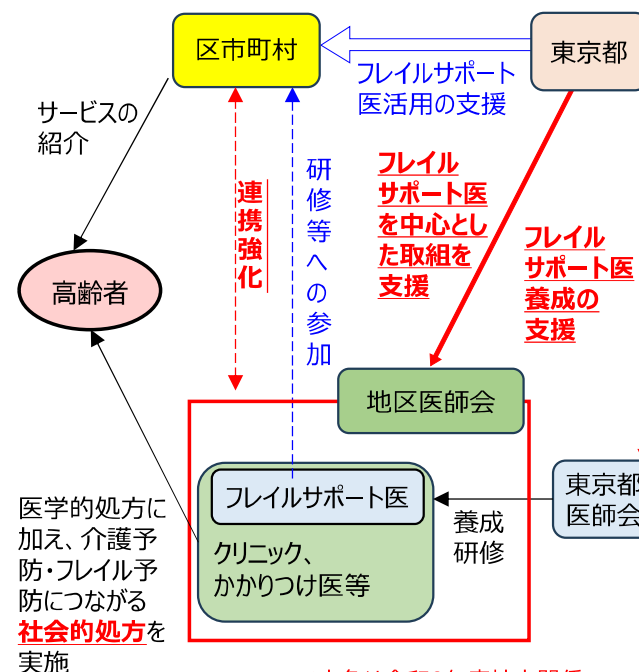 区市町村
東京都
フレイルサポート
医活用の支援
サービスの
紹介
連携強化
研修等への参加
フレイル
サポート医
を中心とし
た取組を
支援
フレイル
サポート医
養成の
支援
高齢者
地区医師会
フレイルサポート医
クリニック、
かかりつけ医等
養成
研修
東京都
医師会
医学的処方に
加え、介護予
防・フレイル予
防につながる
社会的処方を
実施